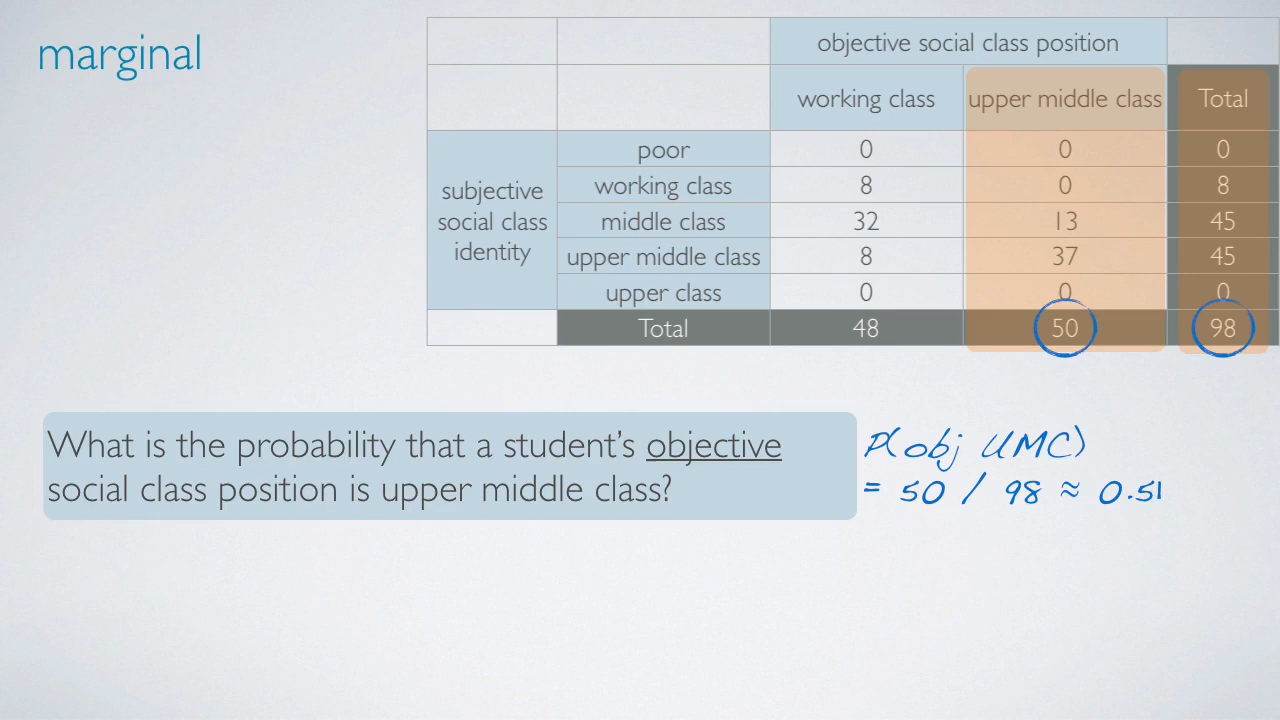 marginal
objective social class position
working class upper middle class Total
subjective social class identity
poor 0 0 0
working class 8 0 8
middle class 32 13 45
upper middle class 8 37 45
upper class 0 0 0
Total 48 50 98
What is the probability that a student's objective
social class position is upper middle class?
P(obj UMC)
= 50 / 98 ≈ 0.51